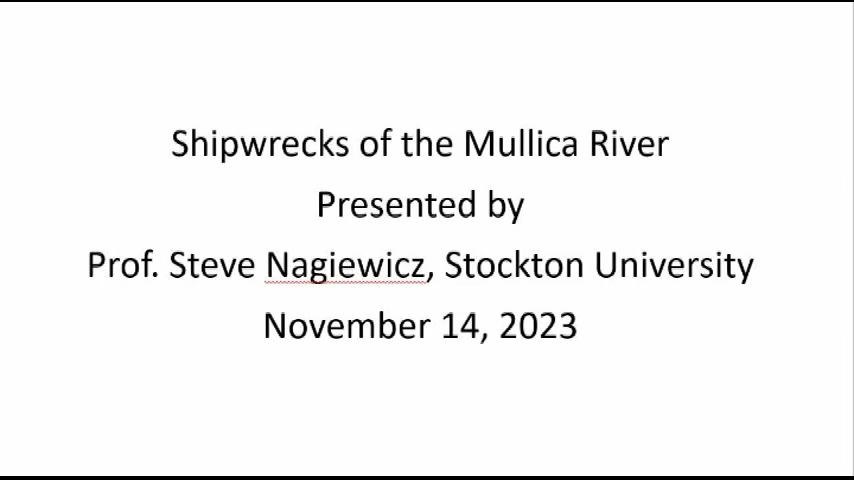 Shipwrecks of the Mullica River
Presented by
Prof. Steve Nagiewicz, Stockton University
November 14, 2023